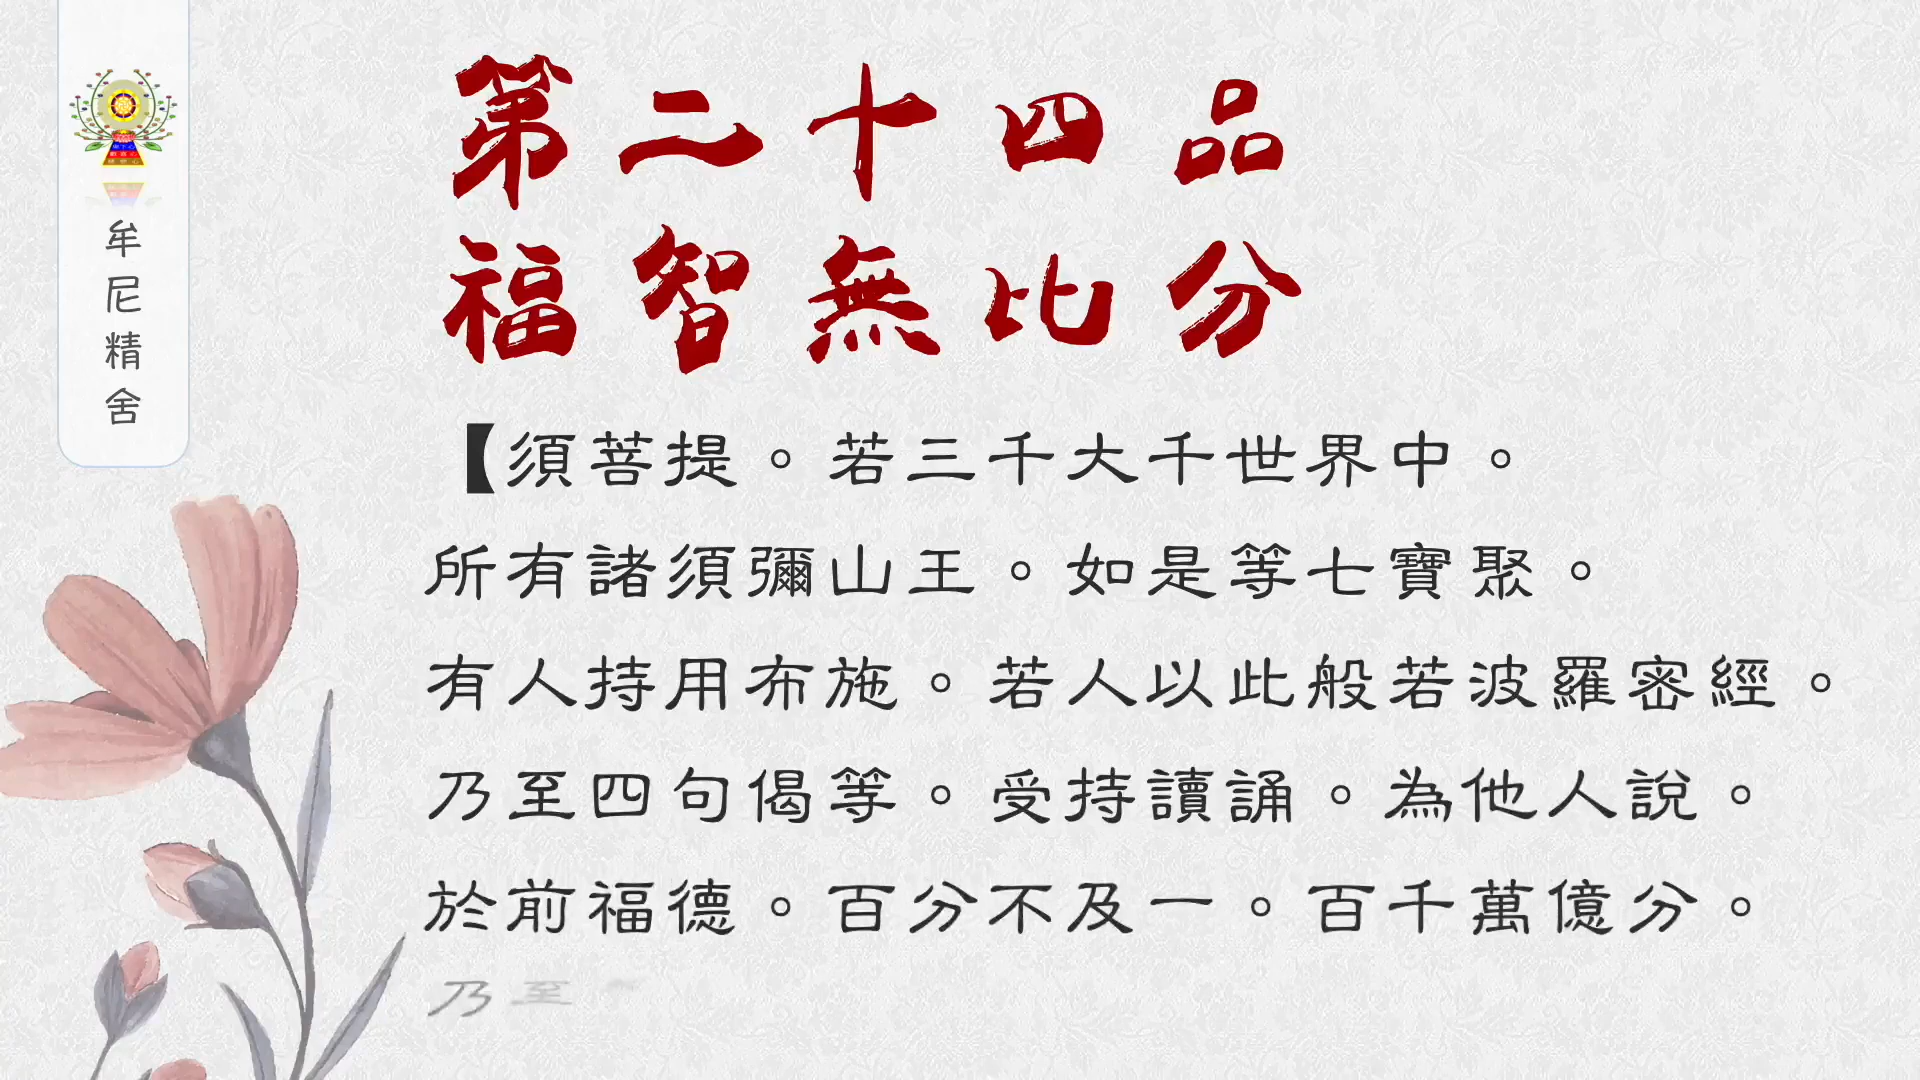 牟尼精舍
第二十四品
福智無比分
【須菩提。若三千大千世界中。
所有諸須彌山王。如是等七寶聚。
有人持用布施。若人以此般若波羅密經。
乃至四句偈等。受持讀誦。為他人說。
於前福德。百分不及一。百千萬億分。
乃至